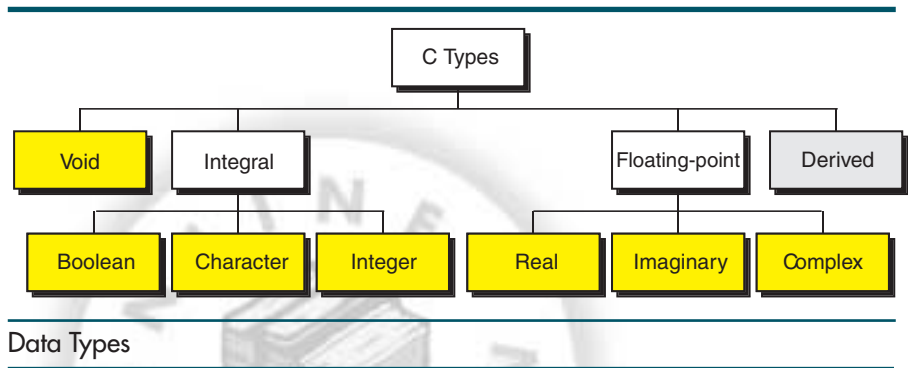 C Types
Void Integral Floating-point Derived
Boolean Character Integer Real Imaginary Complex
Data Types